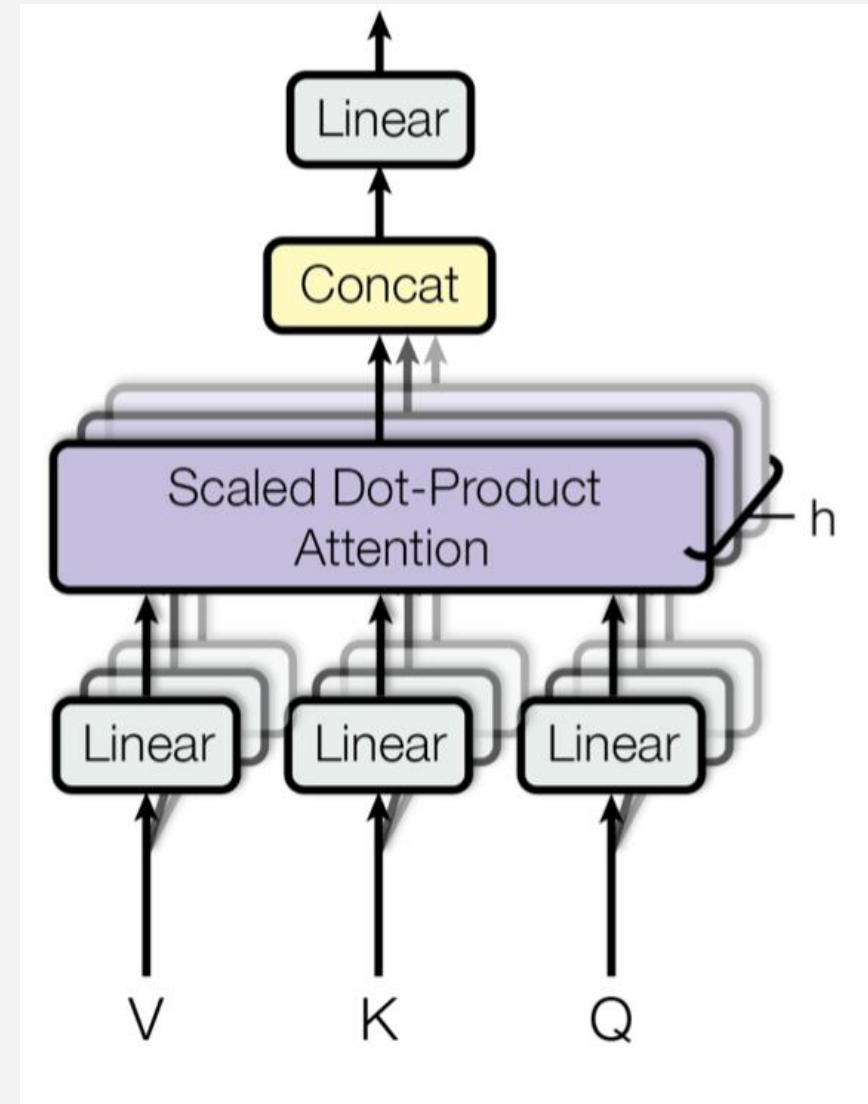 Linear
Concat
Scaled Dot-Product
Attention
h
Linear
Linear
Linear
V
K
Q